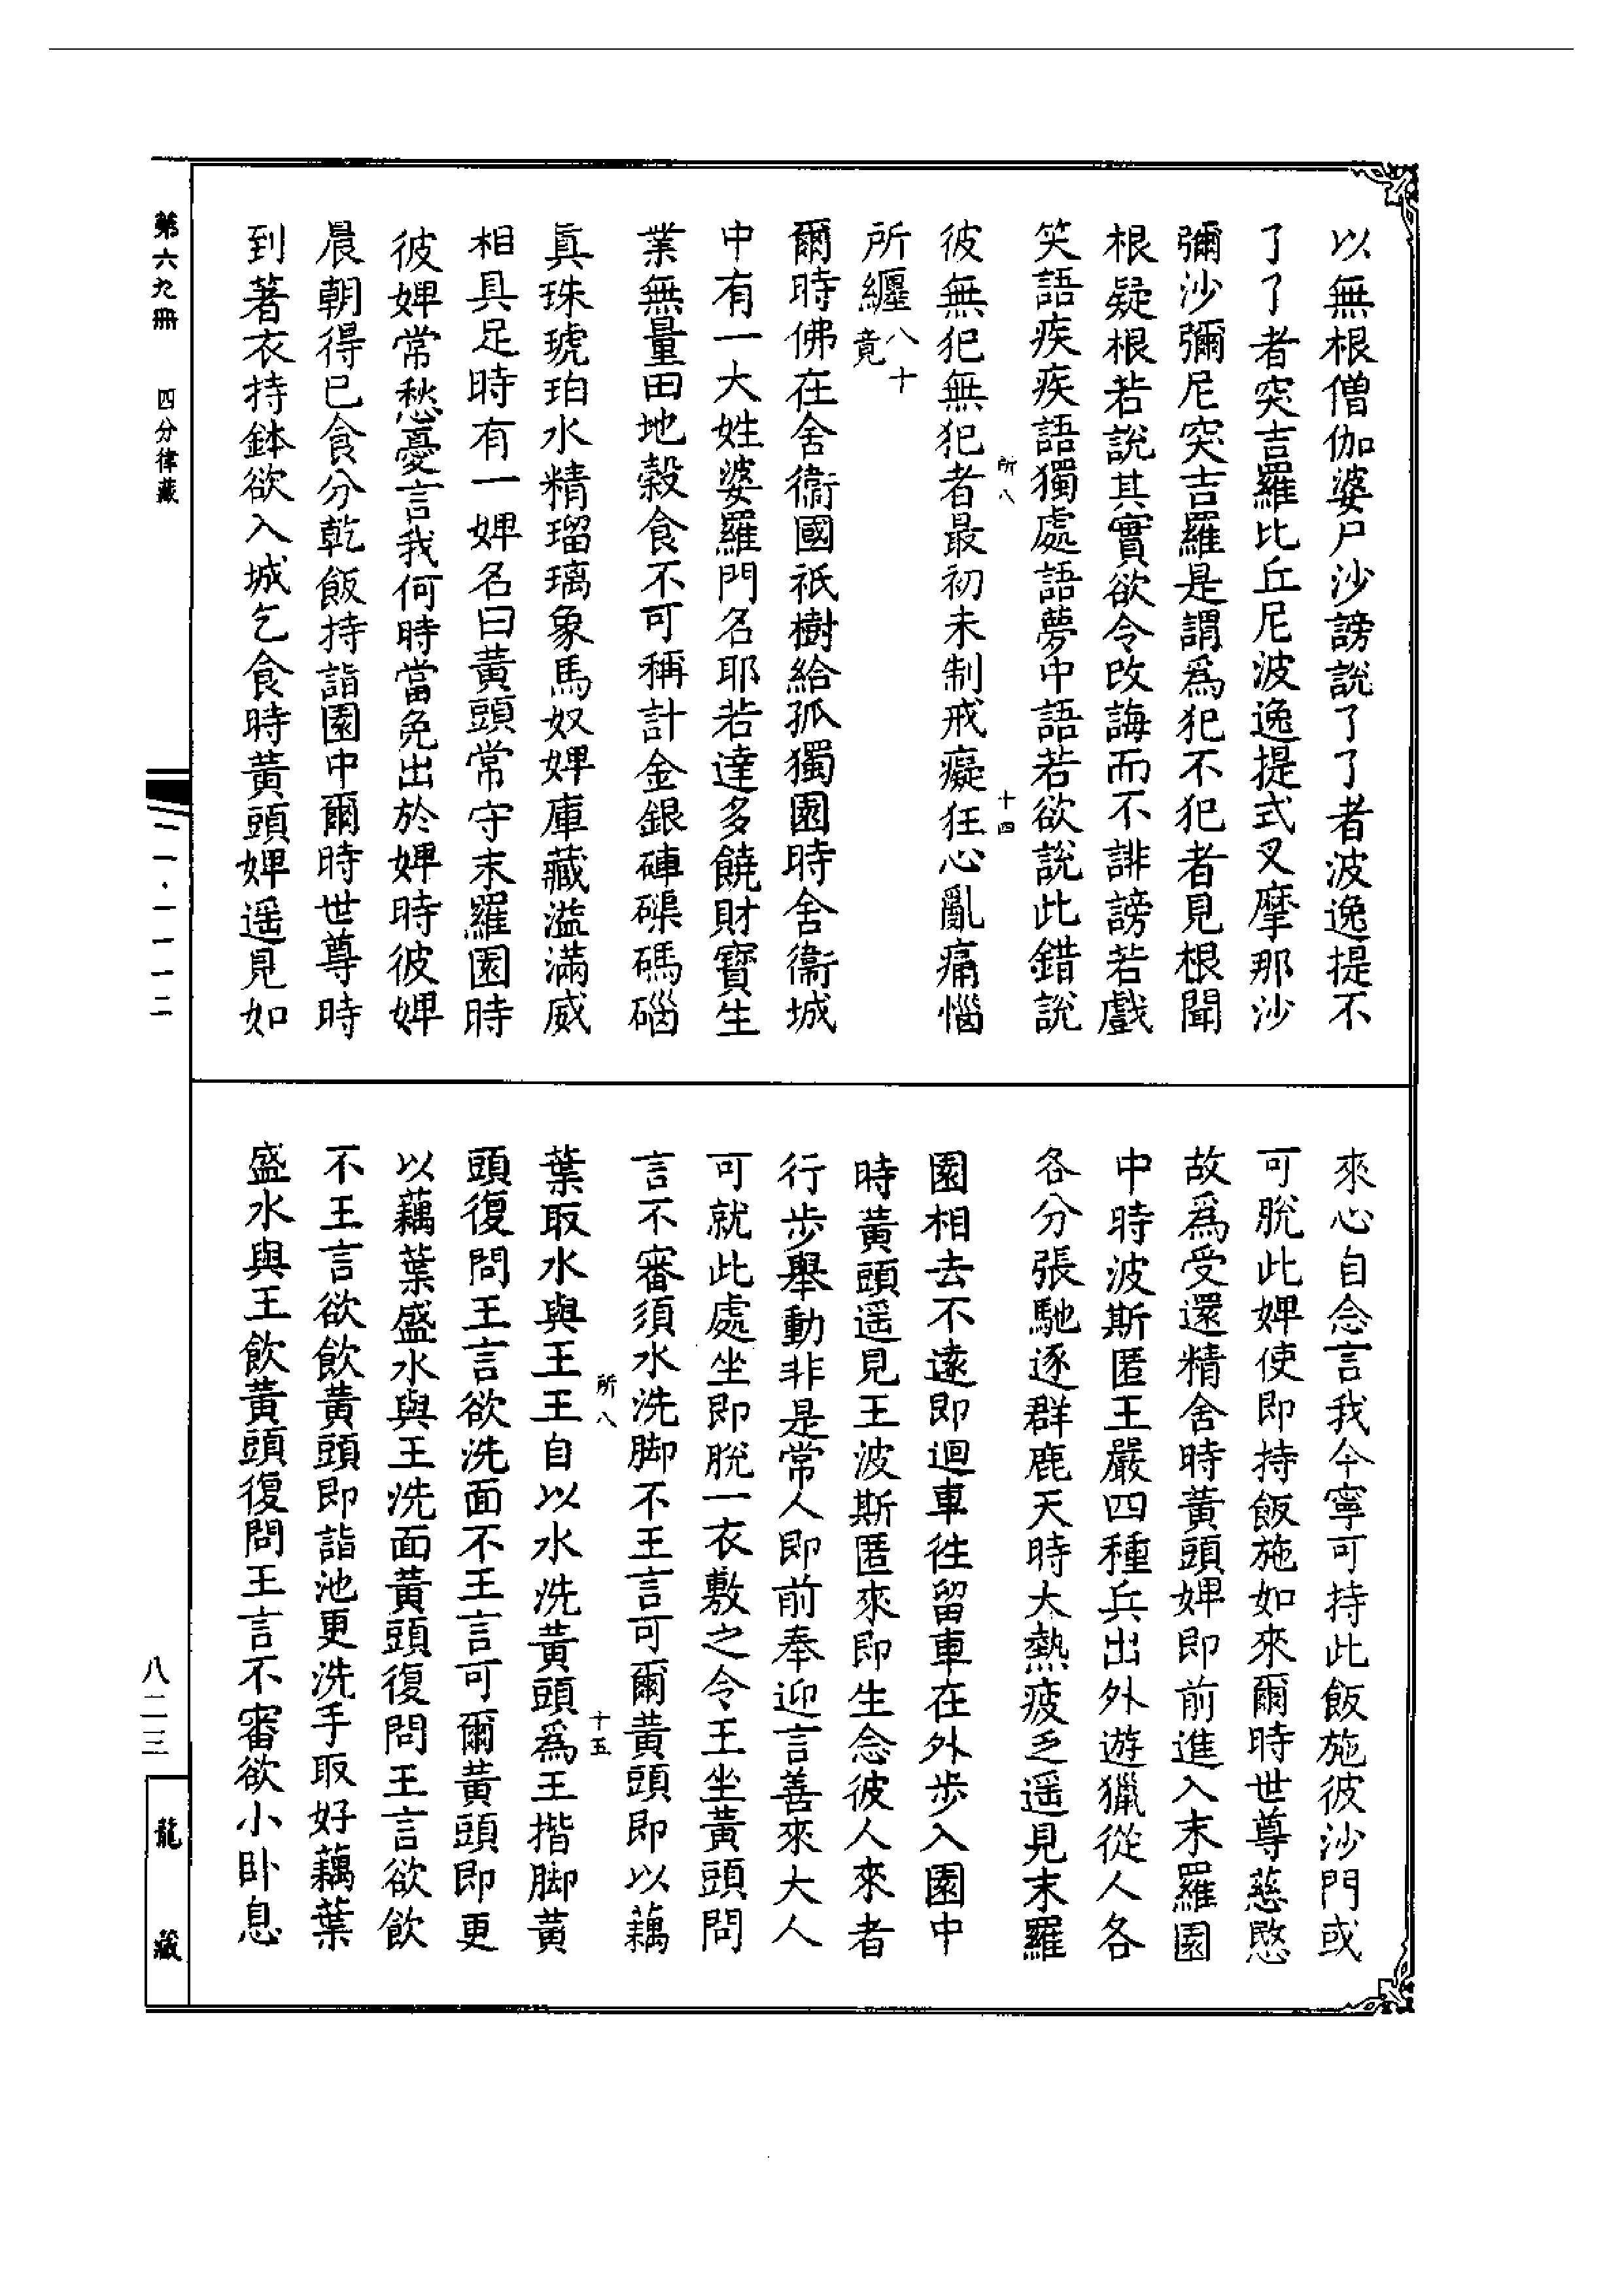 以無根僧伽婆尸沙謗說了了者波逸提不
了了者突吉羅比丘尼波逸提式叉摩那沙
彌沙彌尼突吉羅是謂爲犯不犯者見根聞
根疑根若說其實欲令改誨而不誹謗若戲
笑語疾疾語獨處語夢中語若欲說此錯說
所八
十四
彼無犯無犯者最初未制戒癡狂心亂痛惱
所纏八十
竟
爾時佛在舍衞國祇樹給孤獨園時舍衞城
中有一大姓婆羅門名耶若達多饒財寶生
業無量田地穀食不可稱計金銀硨磲碼碯
真珠琥珀水精瑠璃象馬奴婢庫藏溢滿威
相具足時有一婢名曰黃頭常守末羅園時
彼婢常愁憂言我何時當免出於婢時彼婢
晨朝得已食分乾飯持詣園中爾時世尊時
到著衣持鉢欲入城乞食時黃頭婢遥見如
來心自念言我今寧可持此飯施彼沙門或
可脫此婢使即持飯施如來爾時世尊慈愍
故爲受還精舍時黃頭婢即前進入末羅園
中時波斯匿王嚴四種兵出外遊獵從人各
各分張馳逐群鹿天時大熱疲乏遥見末羅
園相去不遠即迴車往留車在外步入園中
時黃頭遥見王波斯匿來即生念彼人來者
行步舉動非是常人即前奉迎言善來大人
可就此處坐即脫一衣敷之令王坐黃頭問
言不審須水洗脚不王言可爾黃頭即以藕
所八
十五
葉取水與王王自以水洗黃頭爲王揩脚黃
頭復問王言欲洗面不王言可爾黃頭即更
以藕葉盛水與王洗面黃頭復問王言欲飲
不王言欲飲黃頭即詣池更洗手取好藕葉
盛水與王飲黃頭復問王言不審欲小卧息
第六九冊 四分律藏
一一·一一一二
八二三
龍藏